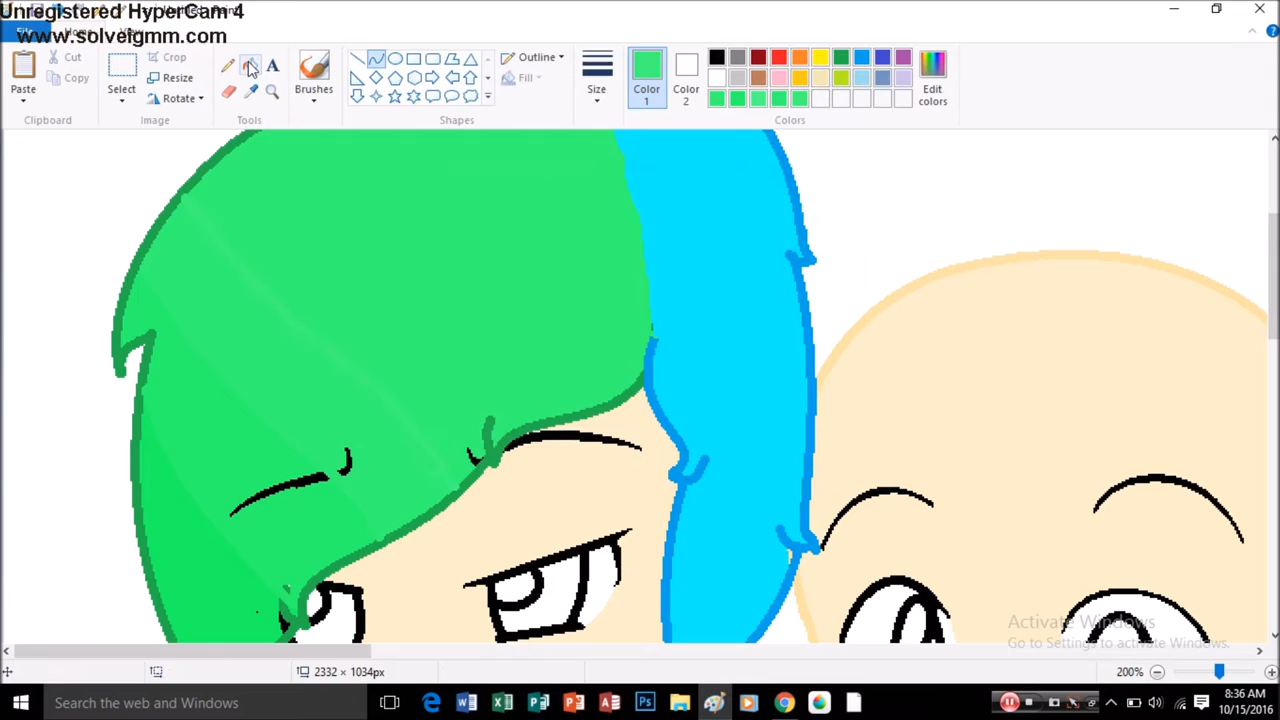 Unregistered HyperCam 4
www.solveigmm.com
Cut
Copy
Paste
Clipboard
Select
Crop
Resize
Rotate
Image
Tools
Brushes
Outline
Fill
Shapes
Size
Color 1
Color 2
Edit colors
Colors
Activate Windows
Go to Settings to activate Windows.
2332 × 1034px
200%
Search the web and Windows
8:36 AM
10/15/2016